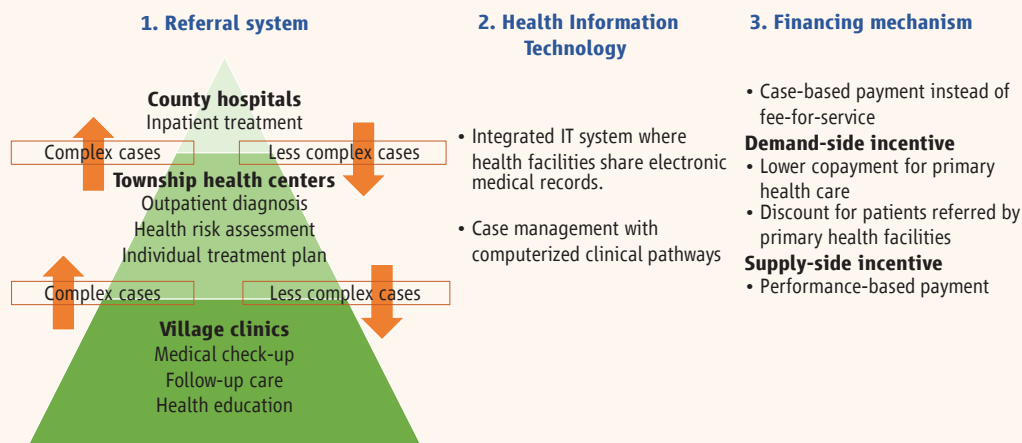 1. Referral system
County hospitals
Inpatient treatment
Complex cases
Less complex cases
Township health centers
Outpatient diagnosis
Health risk assessment
Individual treatment plan
Complex cases
Less complex cases
Village clinics
Medical check-up
Follow-up care
Health education
2. Health Information
Technology
• Integrated IT system where
health facilities share electronic
medical records.
• Case management with
computerized clinical pathways
3. Financing mechanism
• Case-based payment instead of
fee-for-service
Demand-side incentive
• Lower copayment for primary
health care
• Discount for patients referred by
primary health facilities
Supply-side incentive
• Performance-based payment